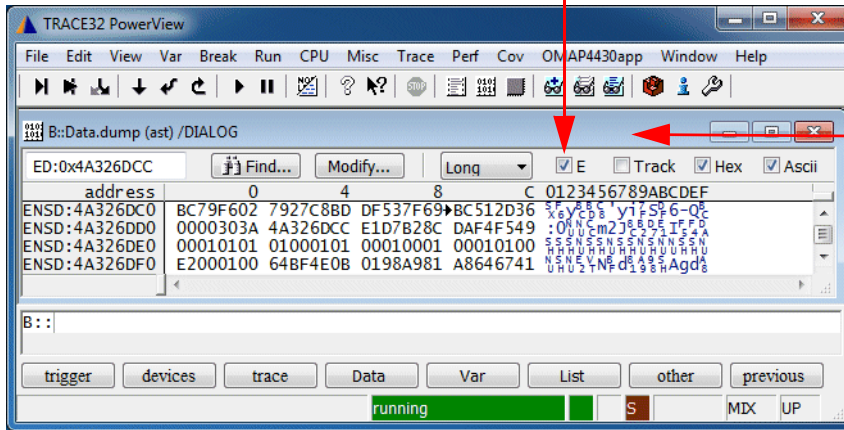 TRACE32 PowerView
File Edit View Var Break Run CPU Misc Trace Perf Cov OMAP4430app Window Help
B::Data.dump (ast) /DIALOG
ED:0x4A326DCC Find... Modify... Long E Track Hex Ascii
address 0 4 8 C 0123456789ABCDEF
ENSD:4A326DC0 BC79F602 7927C8BD DF537F69 BC512D36
ENSD:4A326DD0 0000303A 4A326DCC E1D7B28C DAF4F549
ENSD:4A326DE0 00010101 01000101 00010001 00010100
ENSD:4A326DF0 E2000100 64BF4E0B 0198A981 A8646741
B::
trigger devices trace Data Var List other previous
running S MIX UP